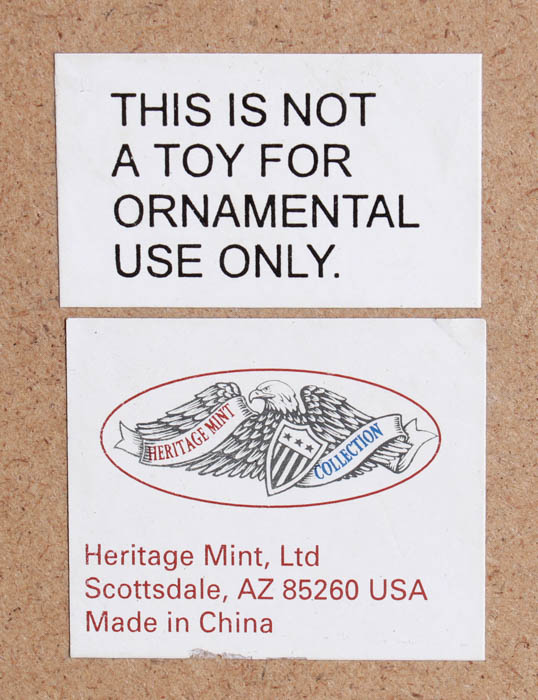 THIS IS NOT
A TOY FOR
ORNAMENTAL
USE ONLY.
HERITAGE MINT
COLLECTION
Heritage Mint, Ltd
Scottsdale, AZ 85260 USA
Made in China